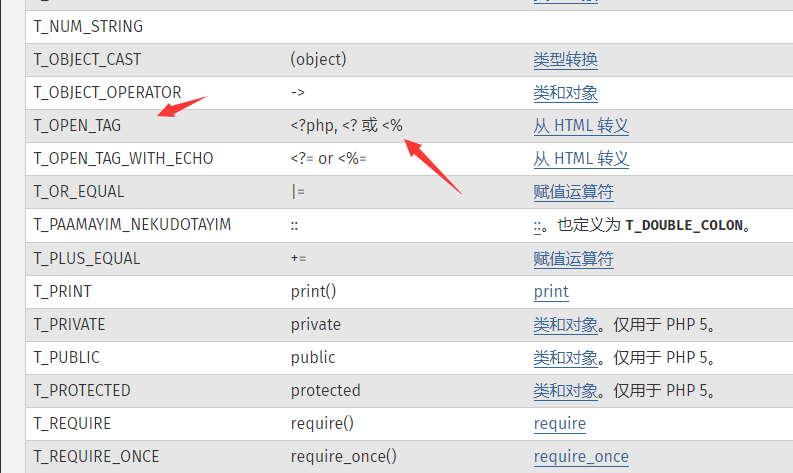 T_NUM_STRING
T_OBJECT_CAST (object) 类型转换
T_OBJECT_OPERATOR -> 类和对象
T_OPEN_TAG <?php, <? 或 <% 从 HTML 转义
T_OPEN_TAG_WITH_ECHO <?= or <%= 从 HTML 转义
T_OR_EQUAL |= 赋值运算符
T_PAAMAYIM_NEKUDOTAYIM :: ::。也定义为 T_DOUBLE_COLON。
T_PLUS_EQUAL += 赋值运算符
T_PRINT print() print
T_PRIVATE private 类和对象。仅用于 PHP 5。
T_PUBLIC public 类和对象。仅用于 PHP 5。
T_PROTECTED protected 类和对象。仅用于 PHP 5。
T_REQUIRE require() require
T_REQUIRE_ONCE require_once() require_once